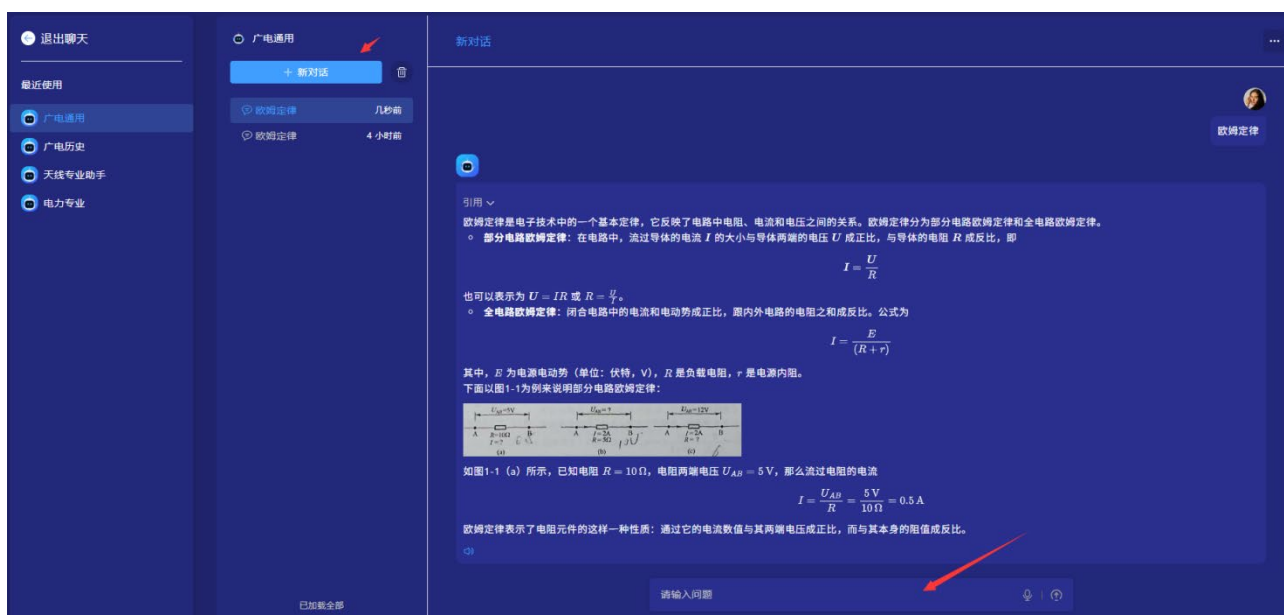 退出聊天
最近使用
广电通用
广电历史
天线专业助手
电力专业
广电通用
+ 新对话
欧姆定律 几秒前
欧姆定律 4 小时前
已加载全部
新对话
...
欧姆定律
引用
欧姆定律是电子技术中的一个基本定律，它反映了电路中电阻、电流和电压之间的关系。欧姆定律分为部分电路欧姆定律和全电路欧姆定律。
部分电路欧姆定律：在电路中，流过导体的电流 I 的大小与导体两端的电压 U 成正比，与导体的电阻 R 成反比，即
I = U/R
也可以表示为 U = IR 或 R = U/I。
全电路欧姆定律：闭合电路中的电流和电动势成正比，跟内外电路的电阻之和成反比。公式为
I = E/(R + r)
其中，E 为电源电动势（单位：伏特，V），R 是负载电阻，r 是电源内阻。
下面以图1-1为例来说明部分电路欧姆定律：
U_AB=5V U_AB=? U_AB=12V
A B A B A B
R=10Ω I=2A I=2A
I=? R=5Ω R=?
(a) (b) (c)
如图1-1（a）所示，已知电阻 R = 10 Ω，电阻两端电压 U_AB = 5 V，那么流过电阻的电流
I = U_AB/R = 5 V/10 Ω = 0.5 A
欧姆定律表示了电阻元件的这样一种性质：通过它的电流数值与其两端电压成正比，而与其本身的阻值成反比。
请输入问题